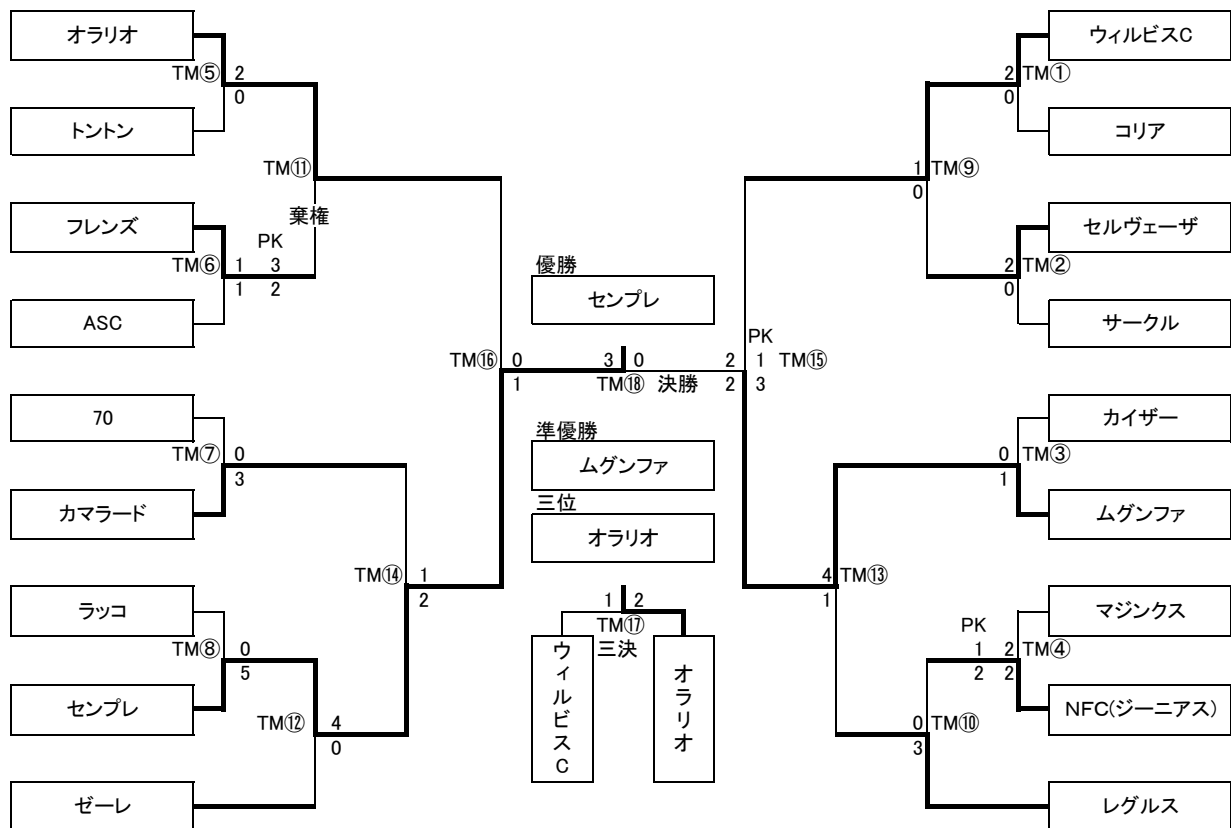 オラリオ
TM⑤ 2
0
トントン
TM⑪
棄権
フレンズ
PK
TM⑥ 1 3
1 2
ASC
TM⑯ 0
1
70
TM⑦ 0
3
カマラード
TM⑭ 1
2
ラッコ
TM⑧ 0
5
センプレ
TM⑫ 4
0
ゼーレ
優勝
センプレ
3 0
TM⑱ 決勝
準優勝
ムグンファ
三位
オラリオ
1 2
TM⑰
三決
ウィルビスC
オラリオ
ウィルビスC
2 TM①
0
コリア
1 TM⑨
0
セルヴェーザ
2 TM②
0
サークル
PK
2 1 TM⑮
2 3
カイザー
0 TM③
1
ムグンファ
4 TM⑬
1
マジンクス
PK
1 2 TM④
2 2
NFC(ジーニアス)
0 TM⑩
3
レグルス